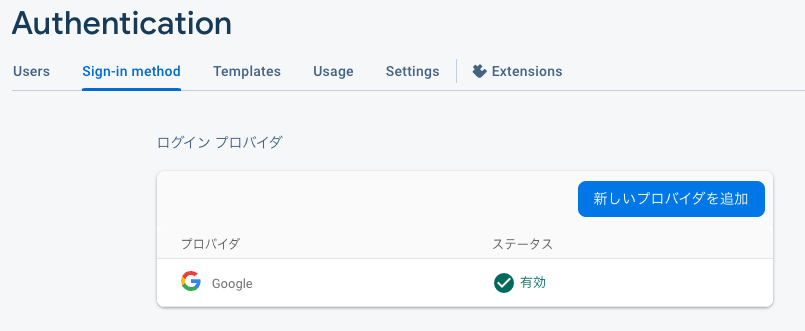 Authentication
Users Sign-in method Templates Usage Settings Extensions
ログイン プロバイダ
新しいプロバイダを追加
プロバイダ ステータス
Google 有効